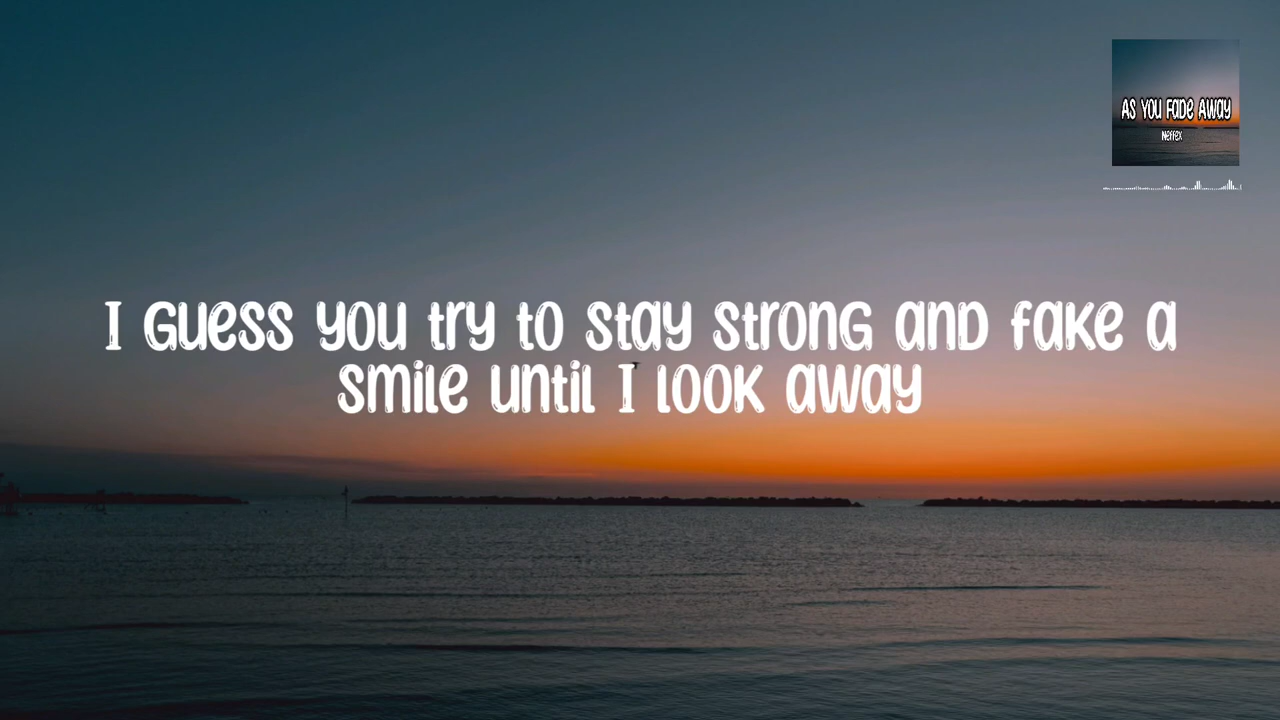 AS YOU FADE AWAY
NEFFEX
I Guess you try to stay strong and fake a
smile until I look away